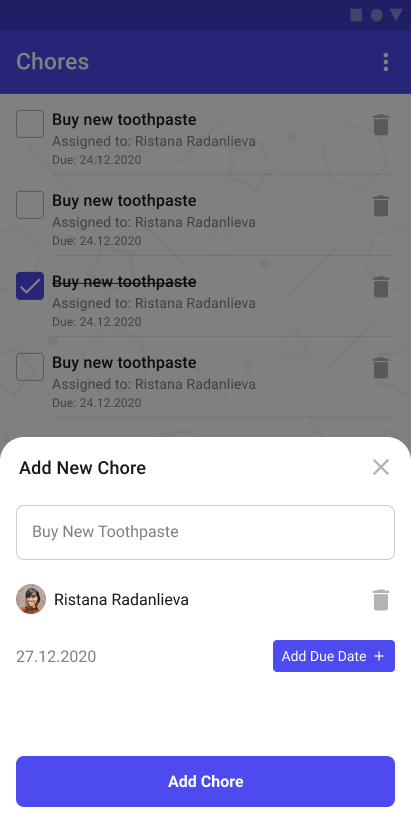 Chores
Buy new toothpaste
Assigned to: Ristana Radanlieva
Due: 24.12.2020
Buy new toothpaste
Assigned to: Ristana Radanlieva
Due: 24.12.2020
Buy new toothpaste
Assigned to: Ristana Radanlieva
Due: 24.12.2020
Buy new toothpaste
Assigned to: Ristana Radanlieva
Due: 24.12.2020
Add New Chore
Buy New Toothpaste
Ristana Radanlieva
27.12.2020
Add Due Date +
Add Chore